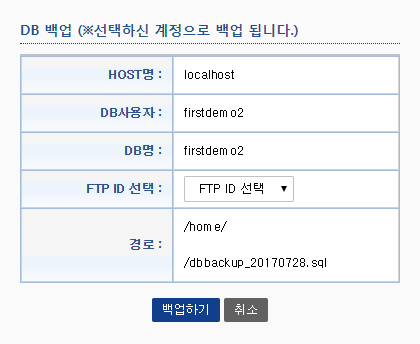 DB 백업 (※선택하신 계정으로 백업 됩니다.)
HOST명 : localhost
DB사용자 : firstdemo2
DB명 : firstdemo2
FTP ID 선택 : FTP ID 선택 ▼
경로 : /home/
/dbbackup_20170728.sql
백업하기 취소